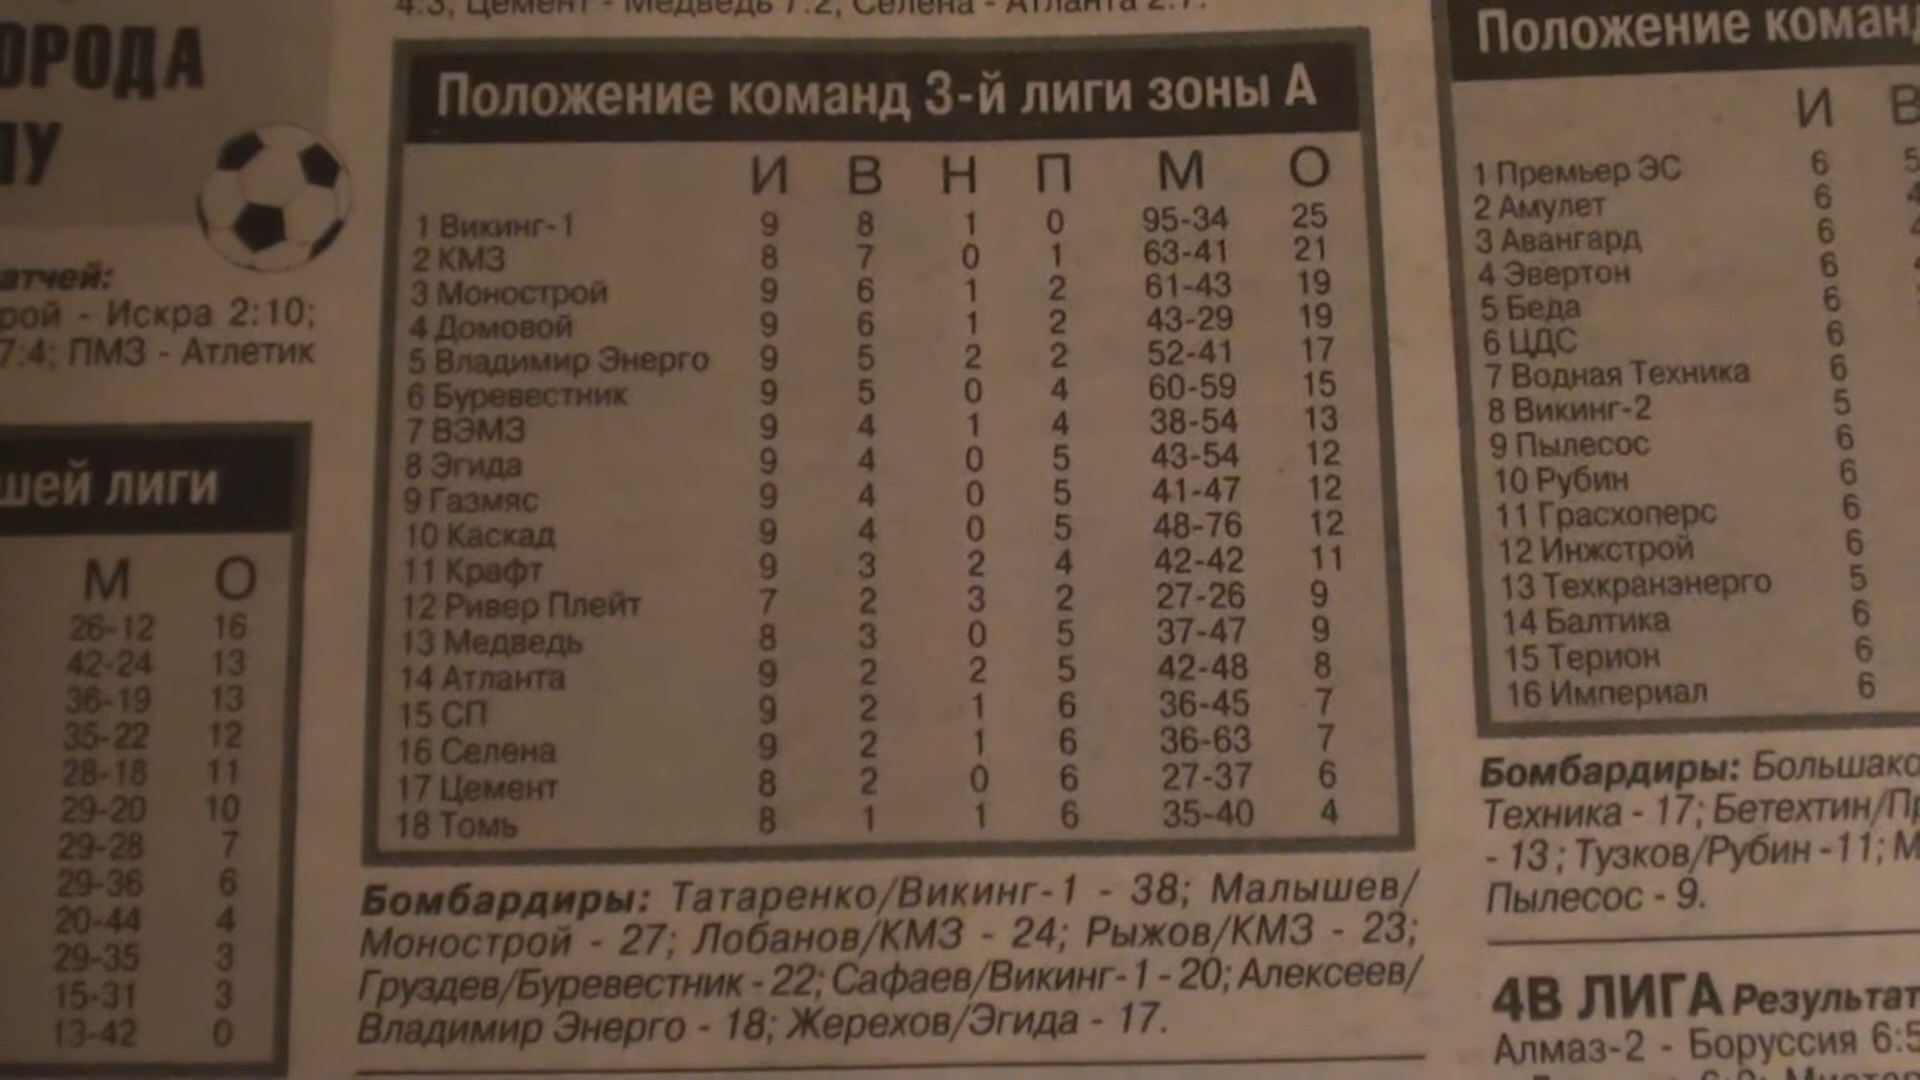 4:3, Цемент - Медведь 7:2, Селена - Атланта 2:7.
ОРОДА
атчей:
рой - Искра 2:10;
7:4; ПМЗ - Атлетик
шей лиги
М О
26-12 16
42-24 13
36-19 13
35-22 12
28-18 11
29-20 10
29-28 7
29-36 6
20-44 4
29-35 3
15-31 3
13-42 0
Положение команд 3-й лиги зоны А
И В Н П М О
1 Викинг-1 9 8 1 0 95-34 25
2 КМЗ 8 7 0 1 63-41 21
3 Монострой 9 6 1 2 61-43 19
4 Домовой 9 6 1 2 43-29 19
5 Владимир Энерго 9 5 2 2 52-41 17
6 Буревестник 9 5 0 4 60-59 15
7 ВЭМЗ 9 4 1 4 38-54 13
8 Эгида 9 4 0 5 43-54 12
9 Газмяс 9 4 0 5 41-47 12
10 Каскад 9 4 0 5 48-76 12
11 Крафт 9 3 2 4 42-42 11
12 Ривер Плейт 7 2 3 2 27-26 9
13 Медведь 8 3 0 5 37-47 9
14 Атланта 9 2 2 5 42-48 8
15 СП 9 2 1 6 36-45 7
16 Селена 9 2 1 6 36-63 7
17 Цемент 8 2 0 6 27-37 6
18 Томь 8 1 1 6 35-40 4
Бомбардиры: Татаренко/Викинг-1 - 38; Малышев/
Монострой - 27; Лобанов/КМЗ - 24; Рыжов/КМЗ - 23;
Груздев/Буревестник - 22; Сафаев/Викинг-1 - 20; Алексеев/
Владимир Энерго - 18; Жерехов/Эгида - 17.
Положение команд
И В
1 Премьер ЭС 6 5
2 Амулет 6 4
3 Авангард 6
4 Эвертон 6
5 Беда 6
6 ЦДС 6
7 Водная Техника 6
8 Викинг-2 5
9 Пылесос 6
10 Рубин 6
11 Грасхоперс 6
12 Инжстрой 6
13 Техкранэнерго 5
14 Балтика 6
15 Терион 6
16 Империал 6
Бомбардиры: Большако
Техника - 17; Бетехтин/Пр
- 13 ; Тузков/Рубин -11; М
Пылесос - 9.
4В ЛИГА Результат
Алмаз-2 - Боруссия 6:5